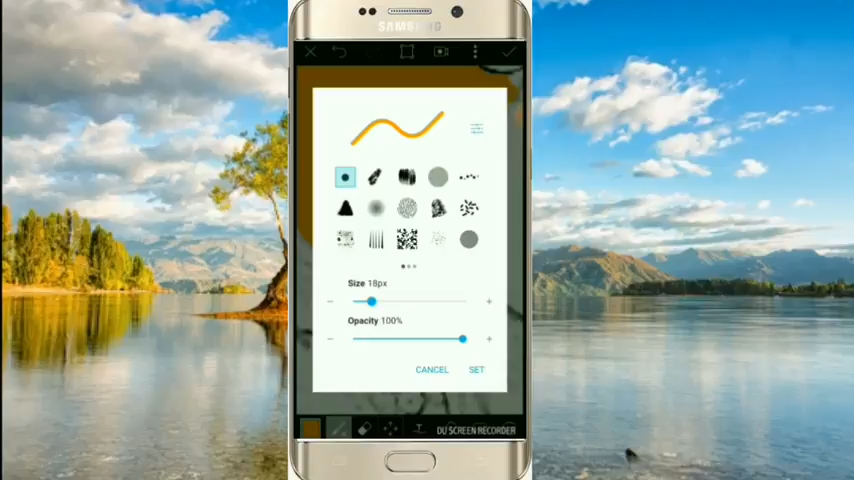 SAMSUNG
Size 18px
Opacity 100%
CANCEL SET
DU SCREEN RECORDER